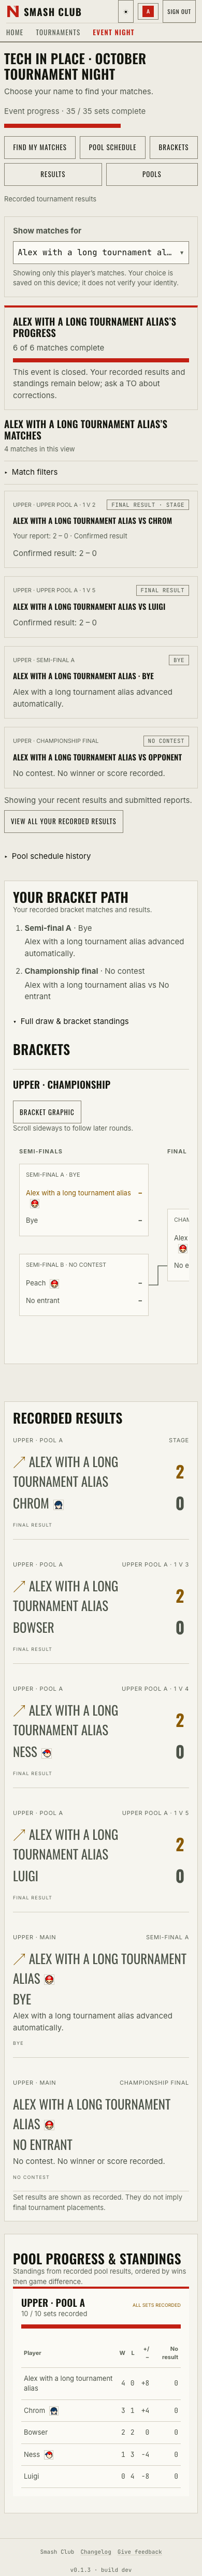 N SMASH CLUB
A
SIGN OUT
HOME TOURNAMENTS EVENT NIGHT
TECH IN PLACE · OCTOBER
TOURNAMENT NIGHT
Choose your name to find your matches.
Event progress · 35 / 35 sets complete
FIND MY MATCHES
POOL SCHEDULE
BRACKETS
RESULTS
POOLS
Recorded tournament results
Show matches for
Alex with a long tournament al…
Showing only this player's matches. Your choice is
saved on this device; it does not verify your identity.
ALEX WITH A LONG TOURNAMENT ALIAS'S
PROGRESS
6 of 6 matches complete
This event is closed. Your recorded results and
standings remain below; ask a TO about
corrections.
ALEX WITH A LONG TOURNAMENT ALIAS'S
MATCHES
4 matches in this view
• Match filters
UPPER · UPPER POOL A · 1 V 2
FINAL RESULT · STAGE
ALEX WITH A LONG TOURNAMENT ALIAS VS CHROM
Your report: 2 – 0 · Confirmed result
Confirmed result: 2 – 0
UPPER · UPPER POOL A · 1 V 5
FINAL RESULT
ALEX WITH A LONG TOURNAMENT ALIAS VS LUIGI
Confirmed result: 2 – 0
UPPER · SEMI-FINAL A
BYE
ALEX WITH A LONG TOURNAMENT ALIAS · BYE
Alex with a long tournament alias advanced
automatically.
UPPER · CHAMPIONSHIP FINAL
NO CONTEST
ALEX WITH A LONG TOURNAMENT ALIAS VS OPPONENT
No contest. No winner or score recorded.
Showing your recent results and submitted reports.
VIEW ALL YOUR RECORDED RESULTS
• Pool schedule history
YOUR BRACKET PATH
Your recorded bracket matches and results.
1. Semi-final A · Bye
Alex with a long tournament alias advanced
automatically.
2. Championship final · No contest
Alex with a long tournament alias vs No
entrant
• Full draw & bracket standings
BRACKETS
UPPER · CHAMPIONSHIP
BRACKET GRAPHIC
Scroll sideways to follow later rounds.
SEMI-FINALS
FINAL
SEMI-FINAL A · BYE
Alex with a long tournament alias –
Bye –
CHAM
Alex
No e
SEMI-FINAL B · NO CONTEST
Peach –
No entrant –
RECORDED RESULTS
UPPER · POOL A STAGE
ALEX WITH A LONG
TOURNAMENT ALIAS 2
CHROM 0
FINAL RESULT
UPPER · POOL A UPPER POOL A · 1 V 3
ALEX WITH A LONG
TOURNAMENT ALIAS 2
BOWSER 0
FINAL RESULT
UPPER · POOL A UPPER POOL A · 1 V 4
ALEX WITH A LONG
TOURNAMENT ALIAS 2
NESS 0
FINAL RESULT
UPPER · POOL A UPPER POOL A · 1 V 5
ALEX WITH A LONG
TOURNAMENT ALIAS 2
LUIGI 0
FINAL RESULT
UPPER · MAIN SEMI-FINAL A
ALEX WITH A LONG TOURNAMENT
ALIAS
BYE
Alex with a long tournament alias advanced
automatically.
BYE
UPPER · MAIN CHAMPIONSHIP FINAL
ALEX WITH A LONG TOURNAMENT
ALIAS
NO ENTRANT
No contest. No winner or score recorded.
NO CONTEST
Set results are shown as recorded. They do not imply
final tournament placements.
POOL PROGRESS & STANDINGS
Standings from recorded pool results, ordered by wins
then game difference.
UPPER · POOL A
ALL SETS RECORDED
10 / 10 sets recorded
Player W L +/− No result
Alex with a long tournament alias 4 0 +8 0
Chrom 3 1 +4 0
Bowser 2 2 0 0
Ness 1 3 -4 0
Luigi 0 4 -8 0
Smash Club Changelog Give feedback
v0.1.3 · build dev